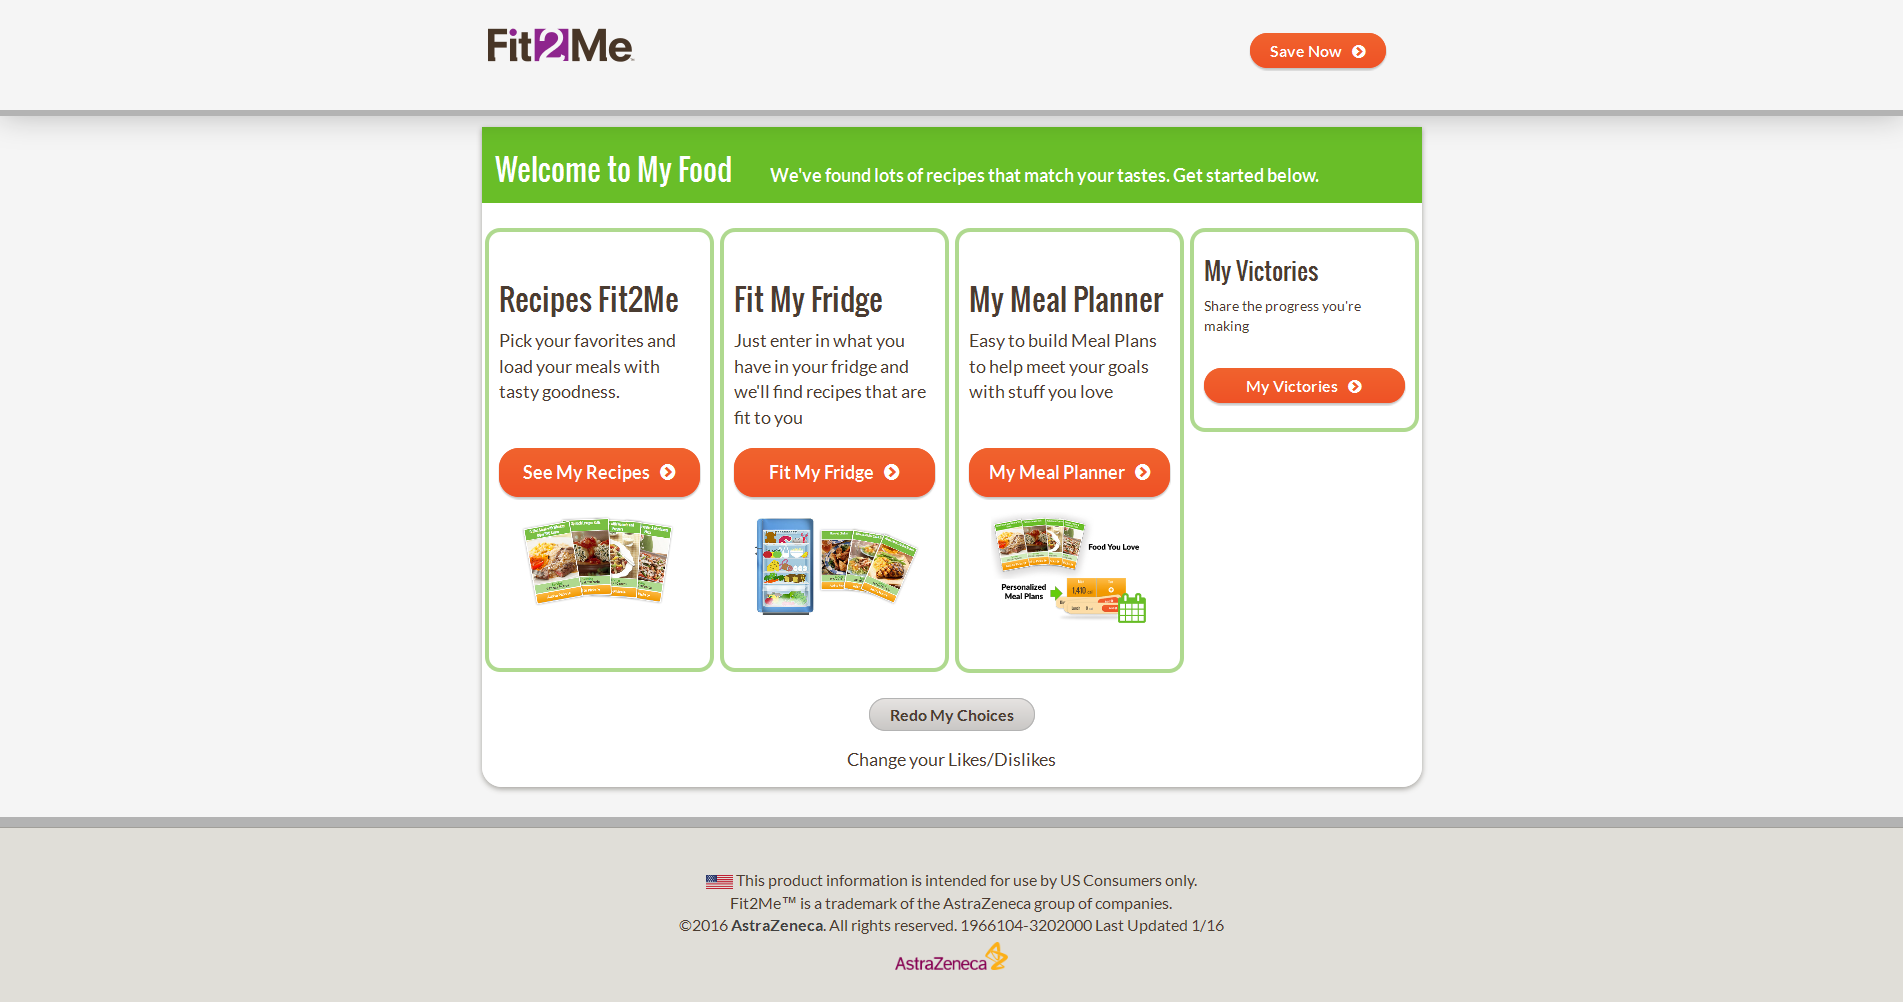 Fit2Me
Save Now
Welcome to My Food
We've found lots of recipes that match your tastes. Get started below.
Recipes Fit2Me
Pick your favorites and
load your meals with
tasty goodness.
See My Recipes
Fit My Fridge
Just enter in what you
have in your fridge and
we'll find recipes that are
fit to you
Fit My Fridge
My Meal Planner
Easy to build Meal Plans
to help meet your goals
with stuff you love
My Meal Planner
Food You Love
Personalized
Meal Plans
1,410
My Victories
Share the progress you're
making
My Victories
Redo My Choices
Change your Likes/Dislikes
This product information is intended for use by US Consumers only.
Fit2Me™ is a trademark of the AstraZeneca group of companies.
©2016 AstraZeneca. All rights reserved. 1966104-3202000 Last Updated 1/16
AstraZeneca